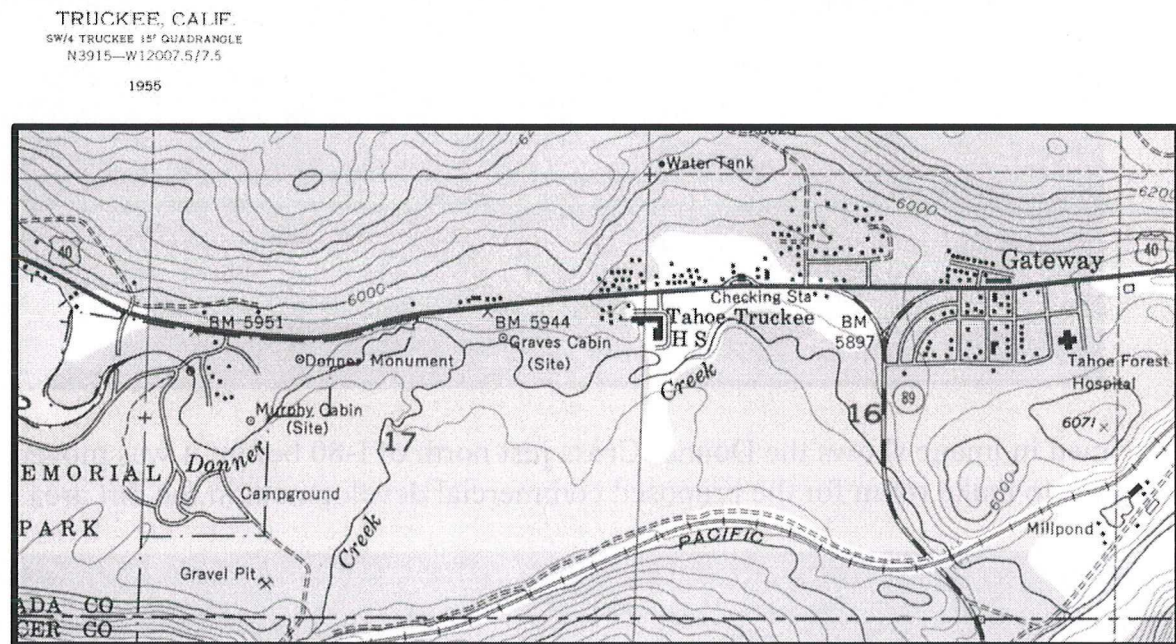 TRUCKEE, CALIF.
SW/4 TRUCKEE 15' QUADRANGLE
N3915—W12007.5/7.5
1955
Water Tank
6000
6200
40
40
Gateway
6000
Checking Sta
BM 5951
BM 5944
Tahoe-Truckee
H S
BM
5897
Graves Cabin
(Site)
Donner Monument
Creek
Tahoe Forest
Hospital
89
Murphy Cabin
(Site)
16
6071
17
Donner
EMORIAL
Campground
6000
PARK
Creek
PACIFIC
Millpond
Gravel Pit
ADA CO
CER CO